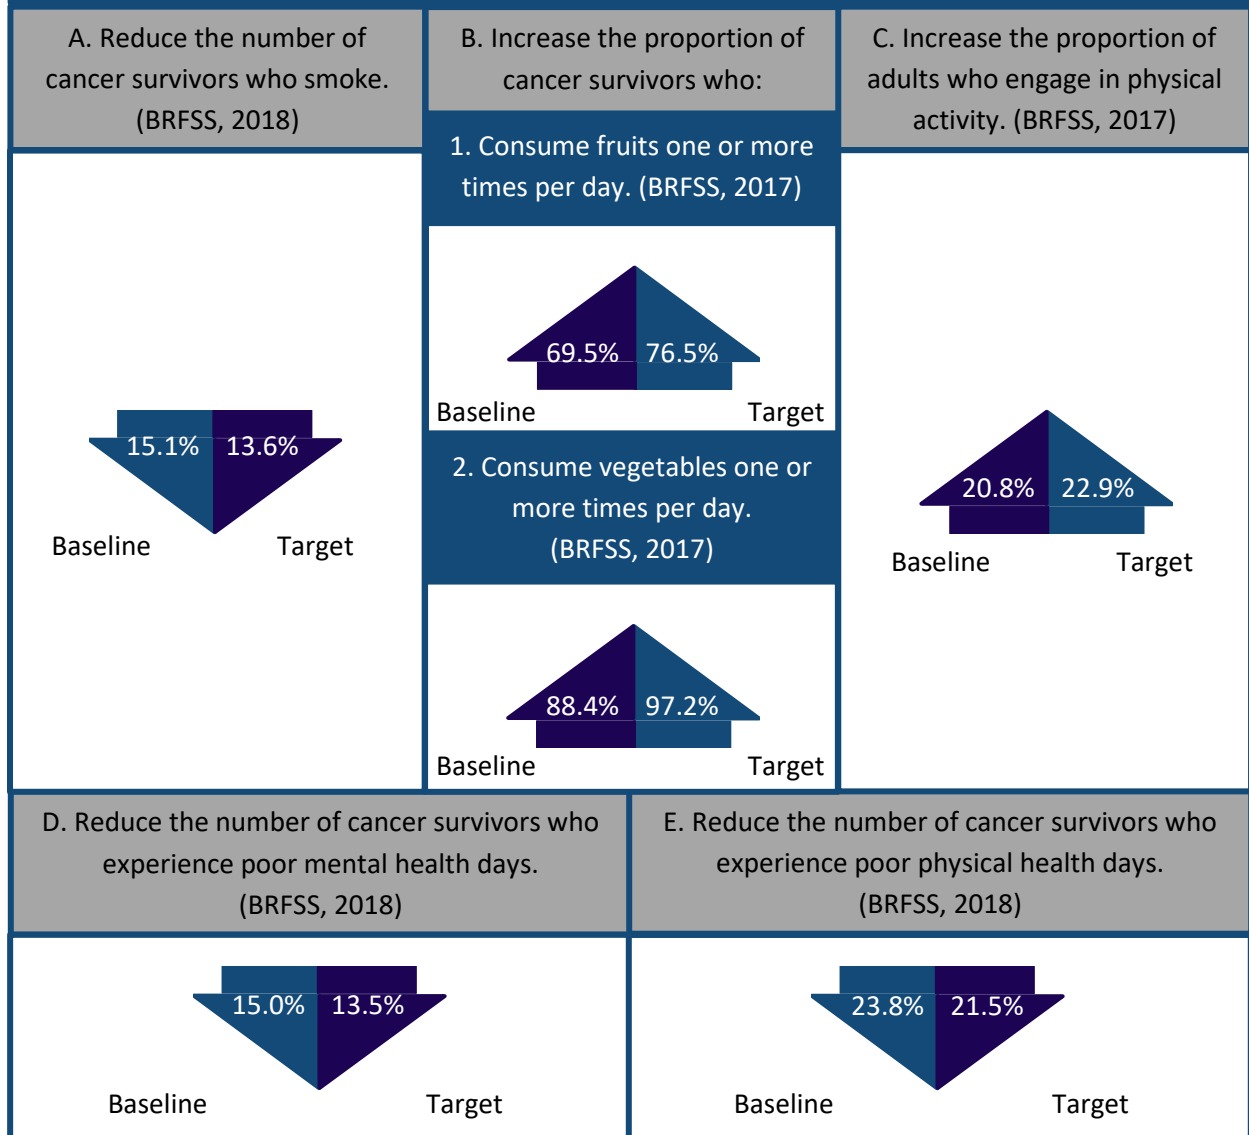 A. Reduce the number of
cancer survivors who smoke.
(BRFSS, 2018)
15.1% 13.6%
Baseline Target
B. Increase the proportion of
cancer survivors who:
1. Consume fruits one or more
times per day. (BRFSS, 2017)
69.5% 76.5%
Baseline Target
2. Consume vegetables one or
more times per day.
(BRFSS, 2017)
88.4% 97.2%
Baseline Target
C. Increase the proportion of
adults who engage in physical
activity. (BRFSS, 2017)
20.8% 22.9%
Baseline Target
D. Reduce the number of cancer survivors who
experience poor mental health days.
(BRFSS, 2018)
15.0% 13.5%
Baseline Target
E. Reduce the number of cancer survivors who
experience poor physical health days.
(BRFSS, 2018)
23.8% 21.5%
Baseline Target